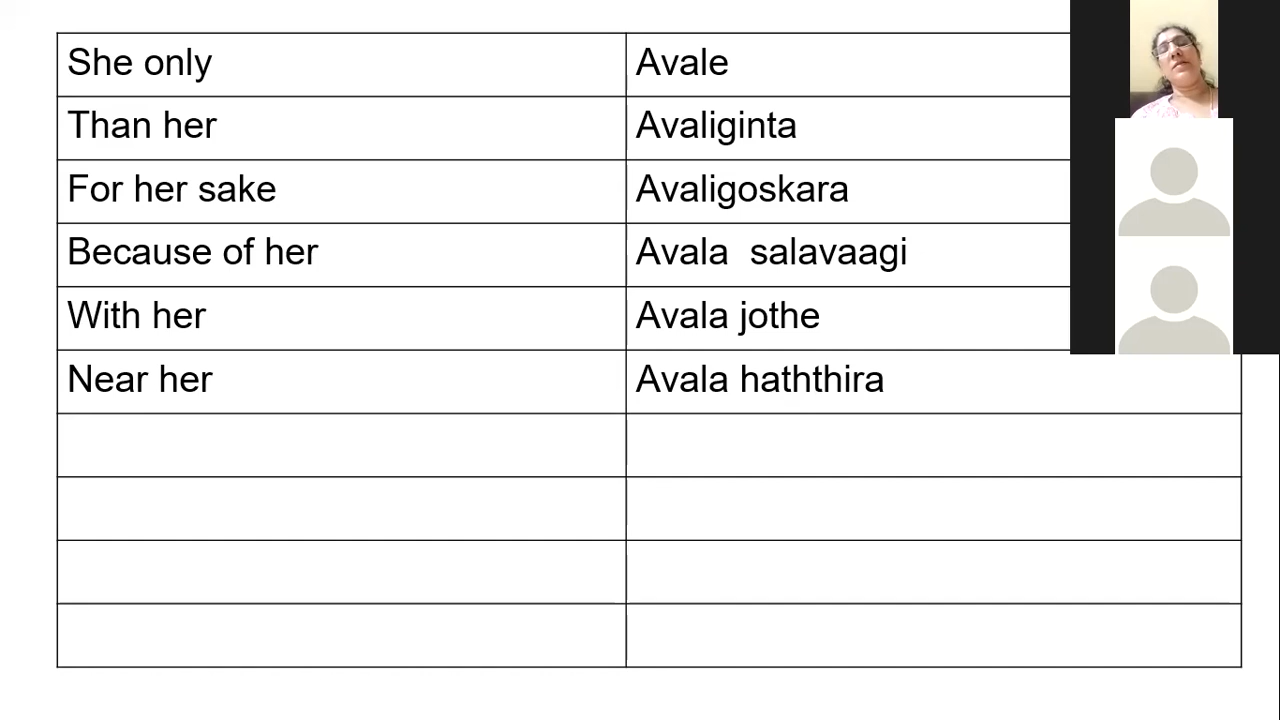 She only Avale
Than her Avaliginta
For her sake Avaligoskara
Because of her Avala  salavaagi
With her Avala jothe
Near her Avala haththira